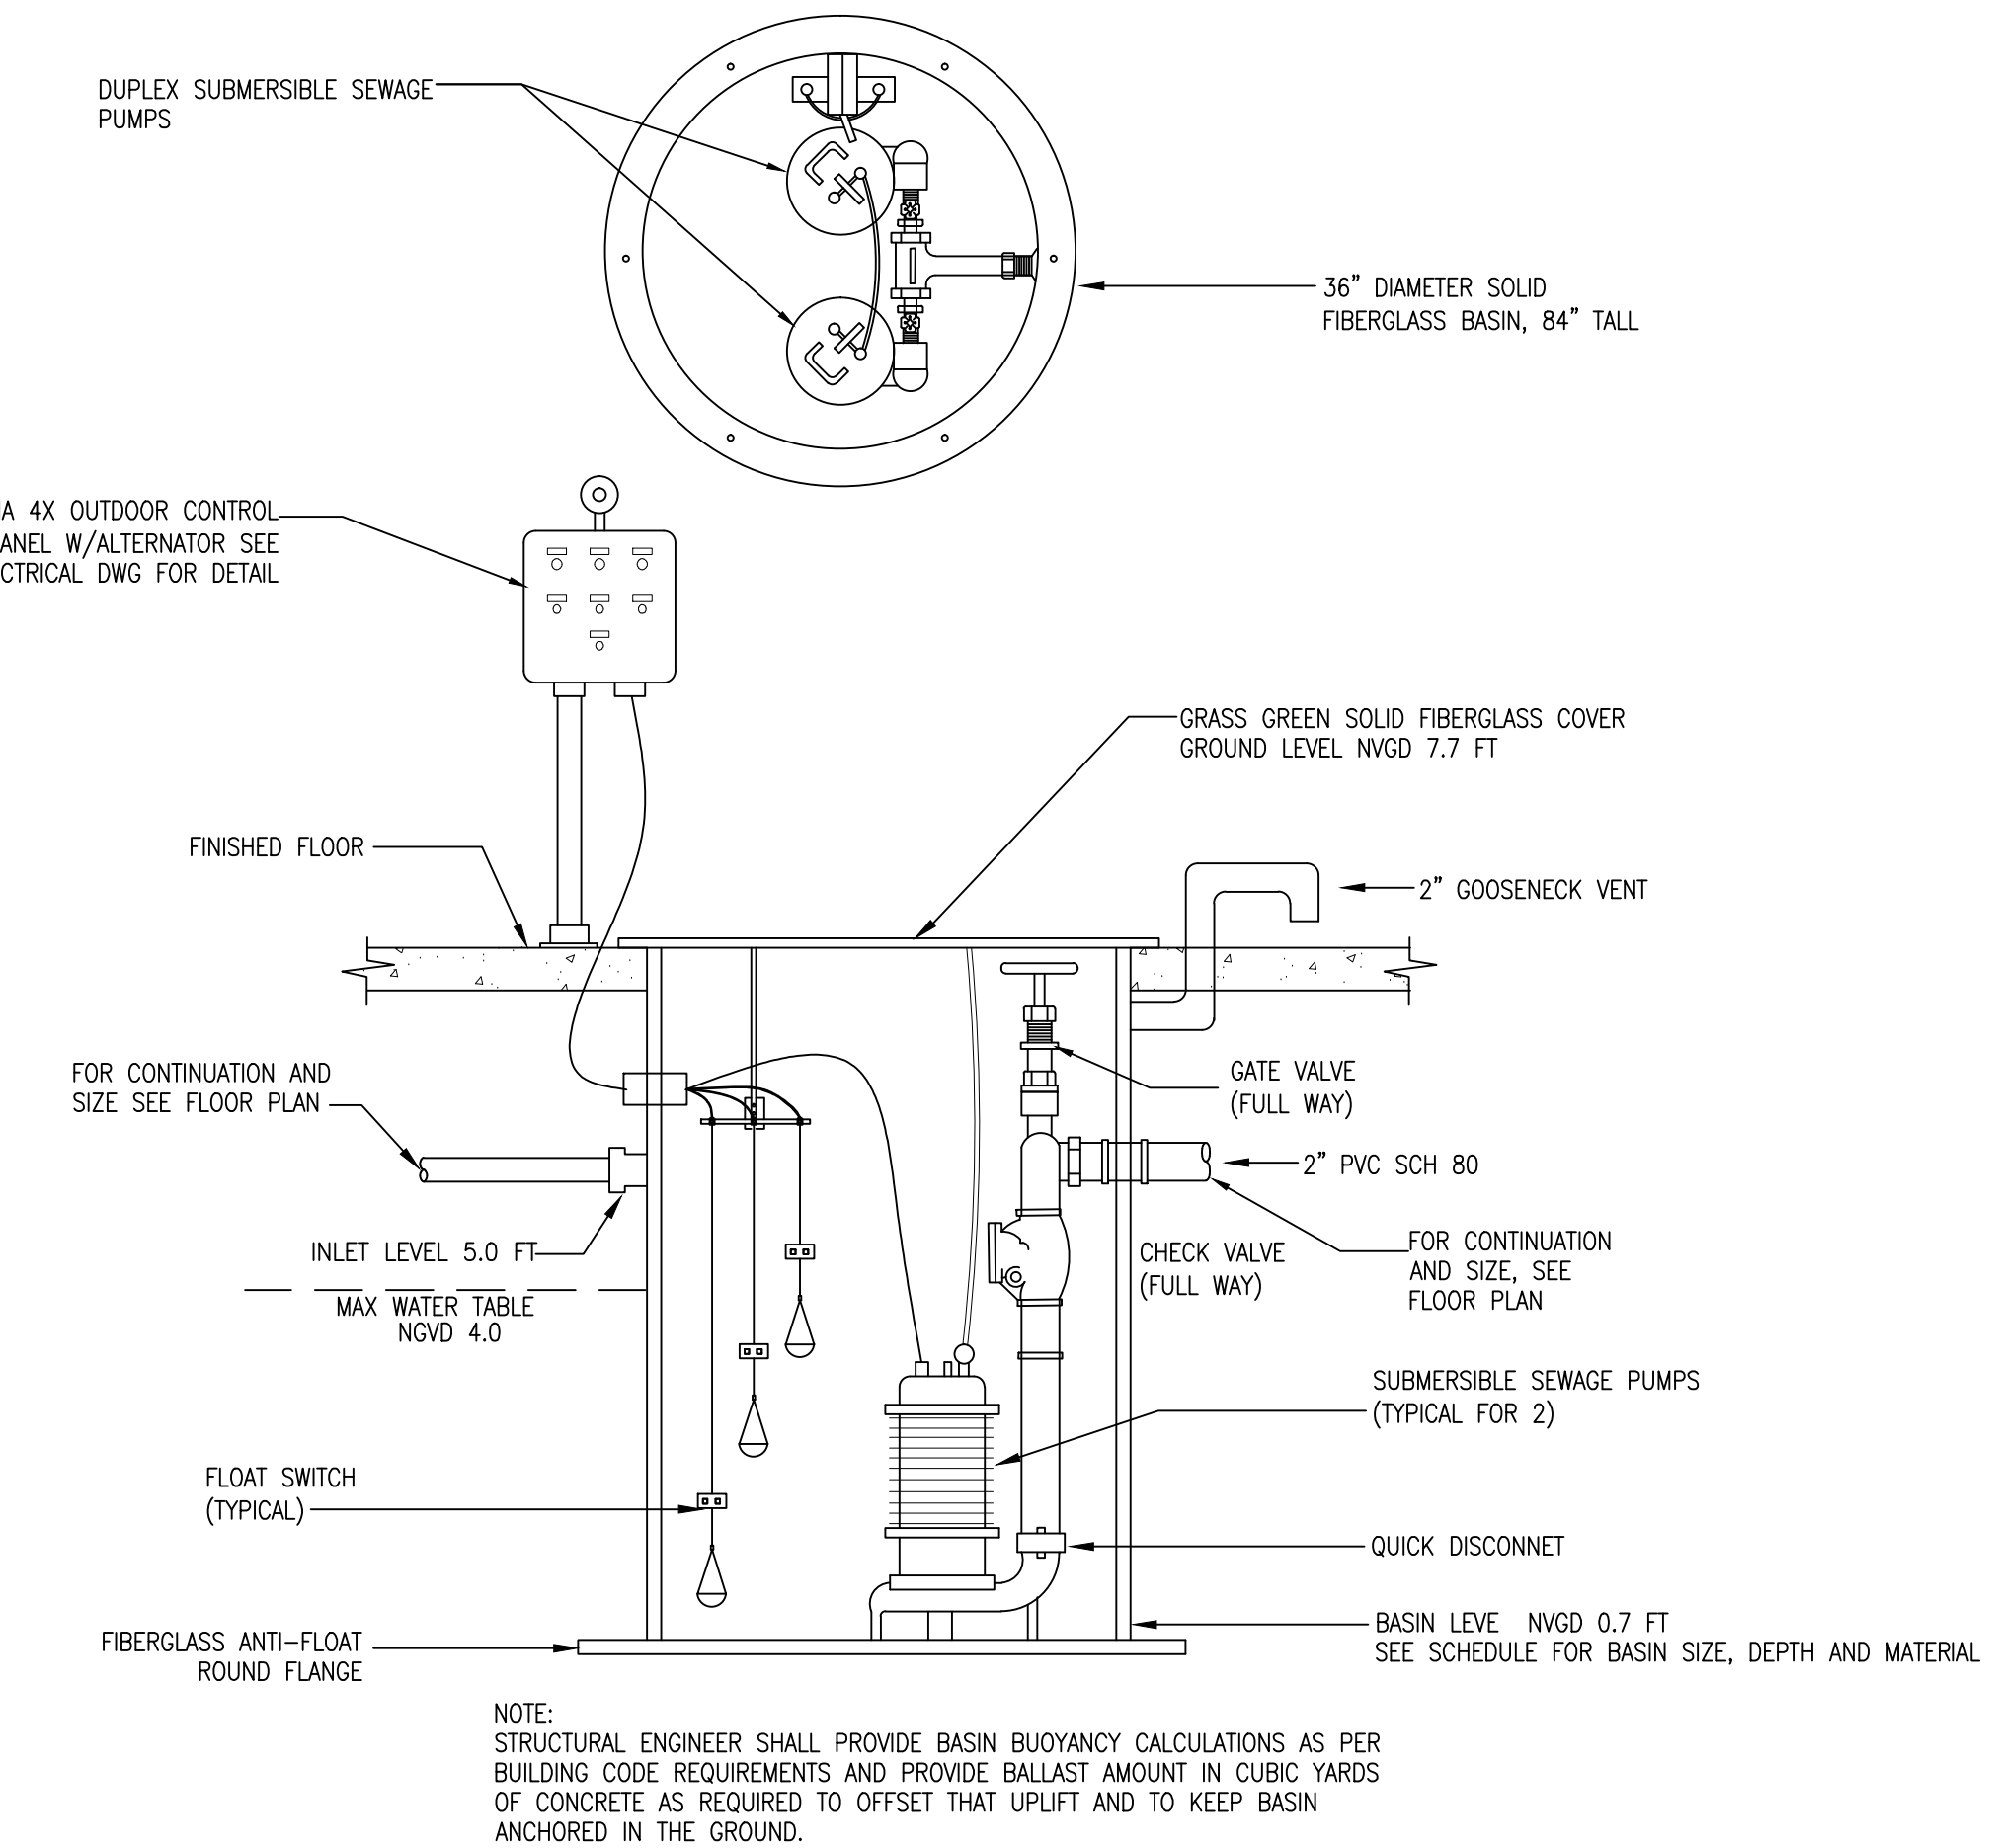 DUPLEX SUBMERSIBLE SEWAGE
PUMPS
36" DIAMETER SOLID
FIBERGLASS BASIN, 84" TALL
4X OUTDOOR CONTROL
W/ALTERNATOR SEE
DWG FOR DETAIL
GRASS GREEN SOLID FIBERGLASS COVER
GROUND LEVEL NVGD 7.7 FT
FINISHED FLOOR
2" GOOSENECK VENT
FOR CONTINUATION AND
SIZE SEE FLOOR PLAN
GATE VALVE
(FULL WAY)
2" PVC SCH 80
INLET LEVEL 5.0 FT
CHECK VALVE
(FULL WAY)
FOR CONTINUATION
AND SIZE, SEE
FLOOR PLAN
MAX WATER TABLE
NGVD 4.0
SUBMERSIBLE SEWAGE PUMPS
(TYPICAL FOR 2)
FLOAT SWITCH
(TYPICAL)
QUICK DISCONNET
BASIN LEVE NVGD 0.7 FT
SEE SCHEDULE FOR BASIN SIZE, DEPTH AND MATERIAL
FIBERGLASS ANTI-FLOAT
ROUND FLANGE
NOTE:
STRUCTURAL ENGINEER SHALL PROVIDE BASIN BUOYANCY CALCULATIONS AS PER
BUILDING CODE REQUIREMENTS AND PROVIDE BALLAST AMOUNT IN CUBIC YARDS
OF CONCRETE AS REQUIRED TO OFFSET THAT UPLIFT AND TO KEEP BASIN
ANCHORED IN THE GROUND.